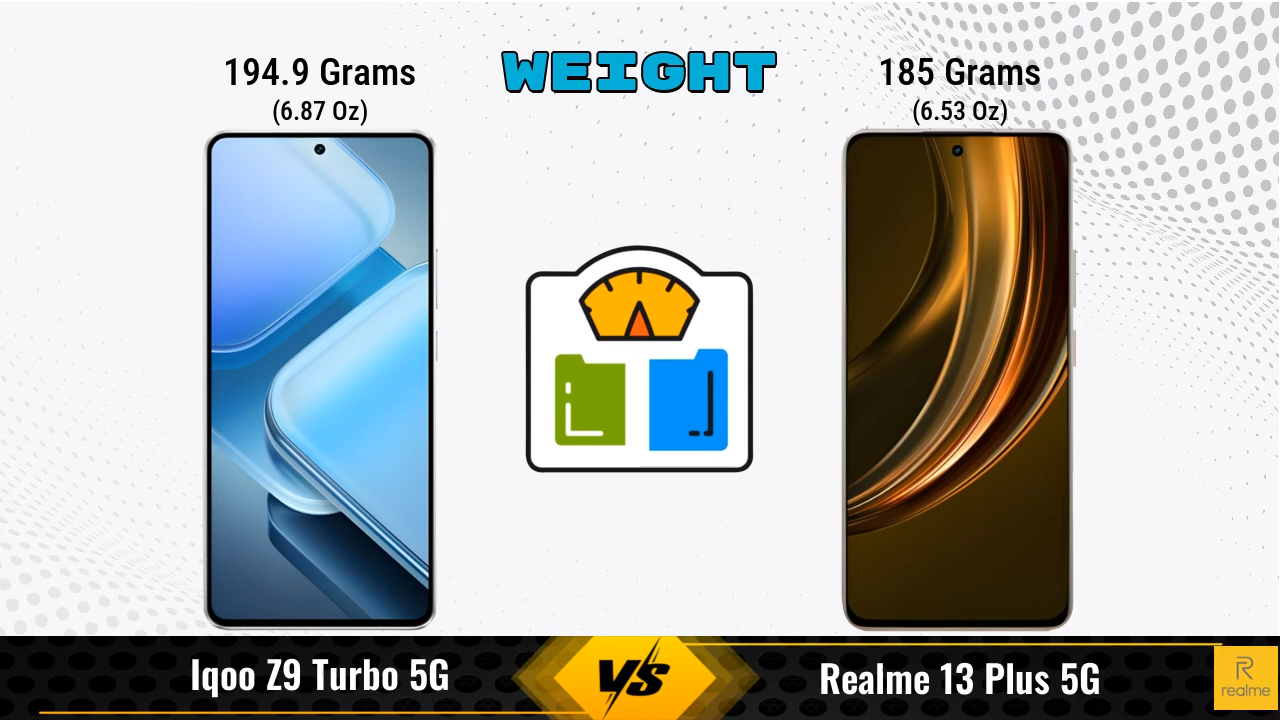 WEIGHT
194.9 Grams
(6.87 Oz)
185 Grams
(6.53 Oz)
Iqoo Z9 Turbo 5G
VS
Realme 13 Plus 5G
R
realme